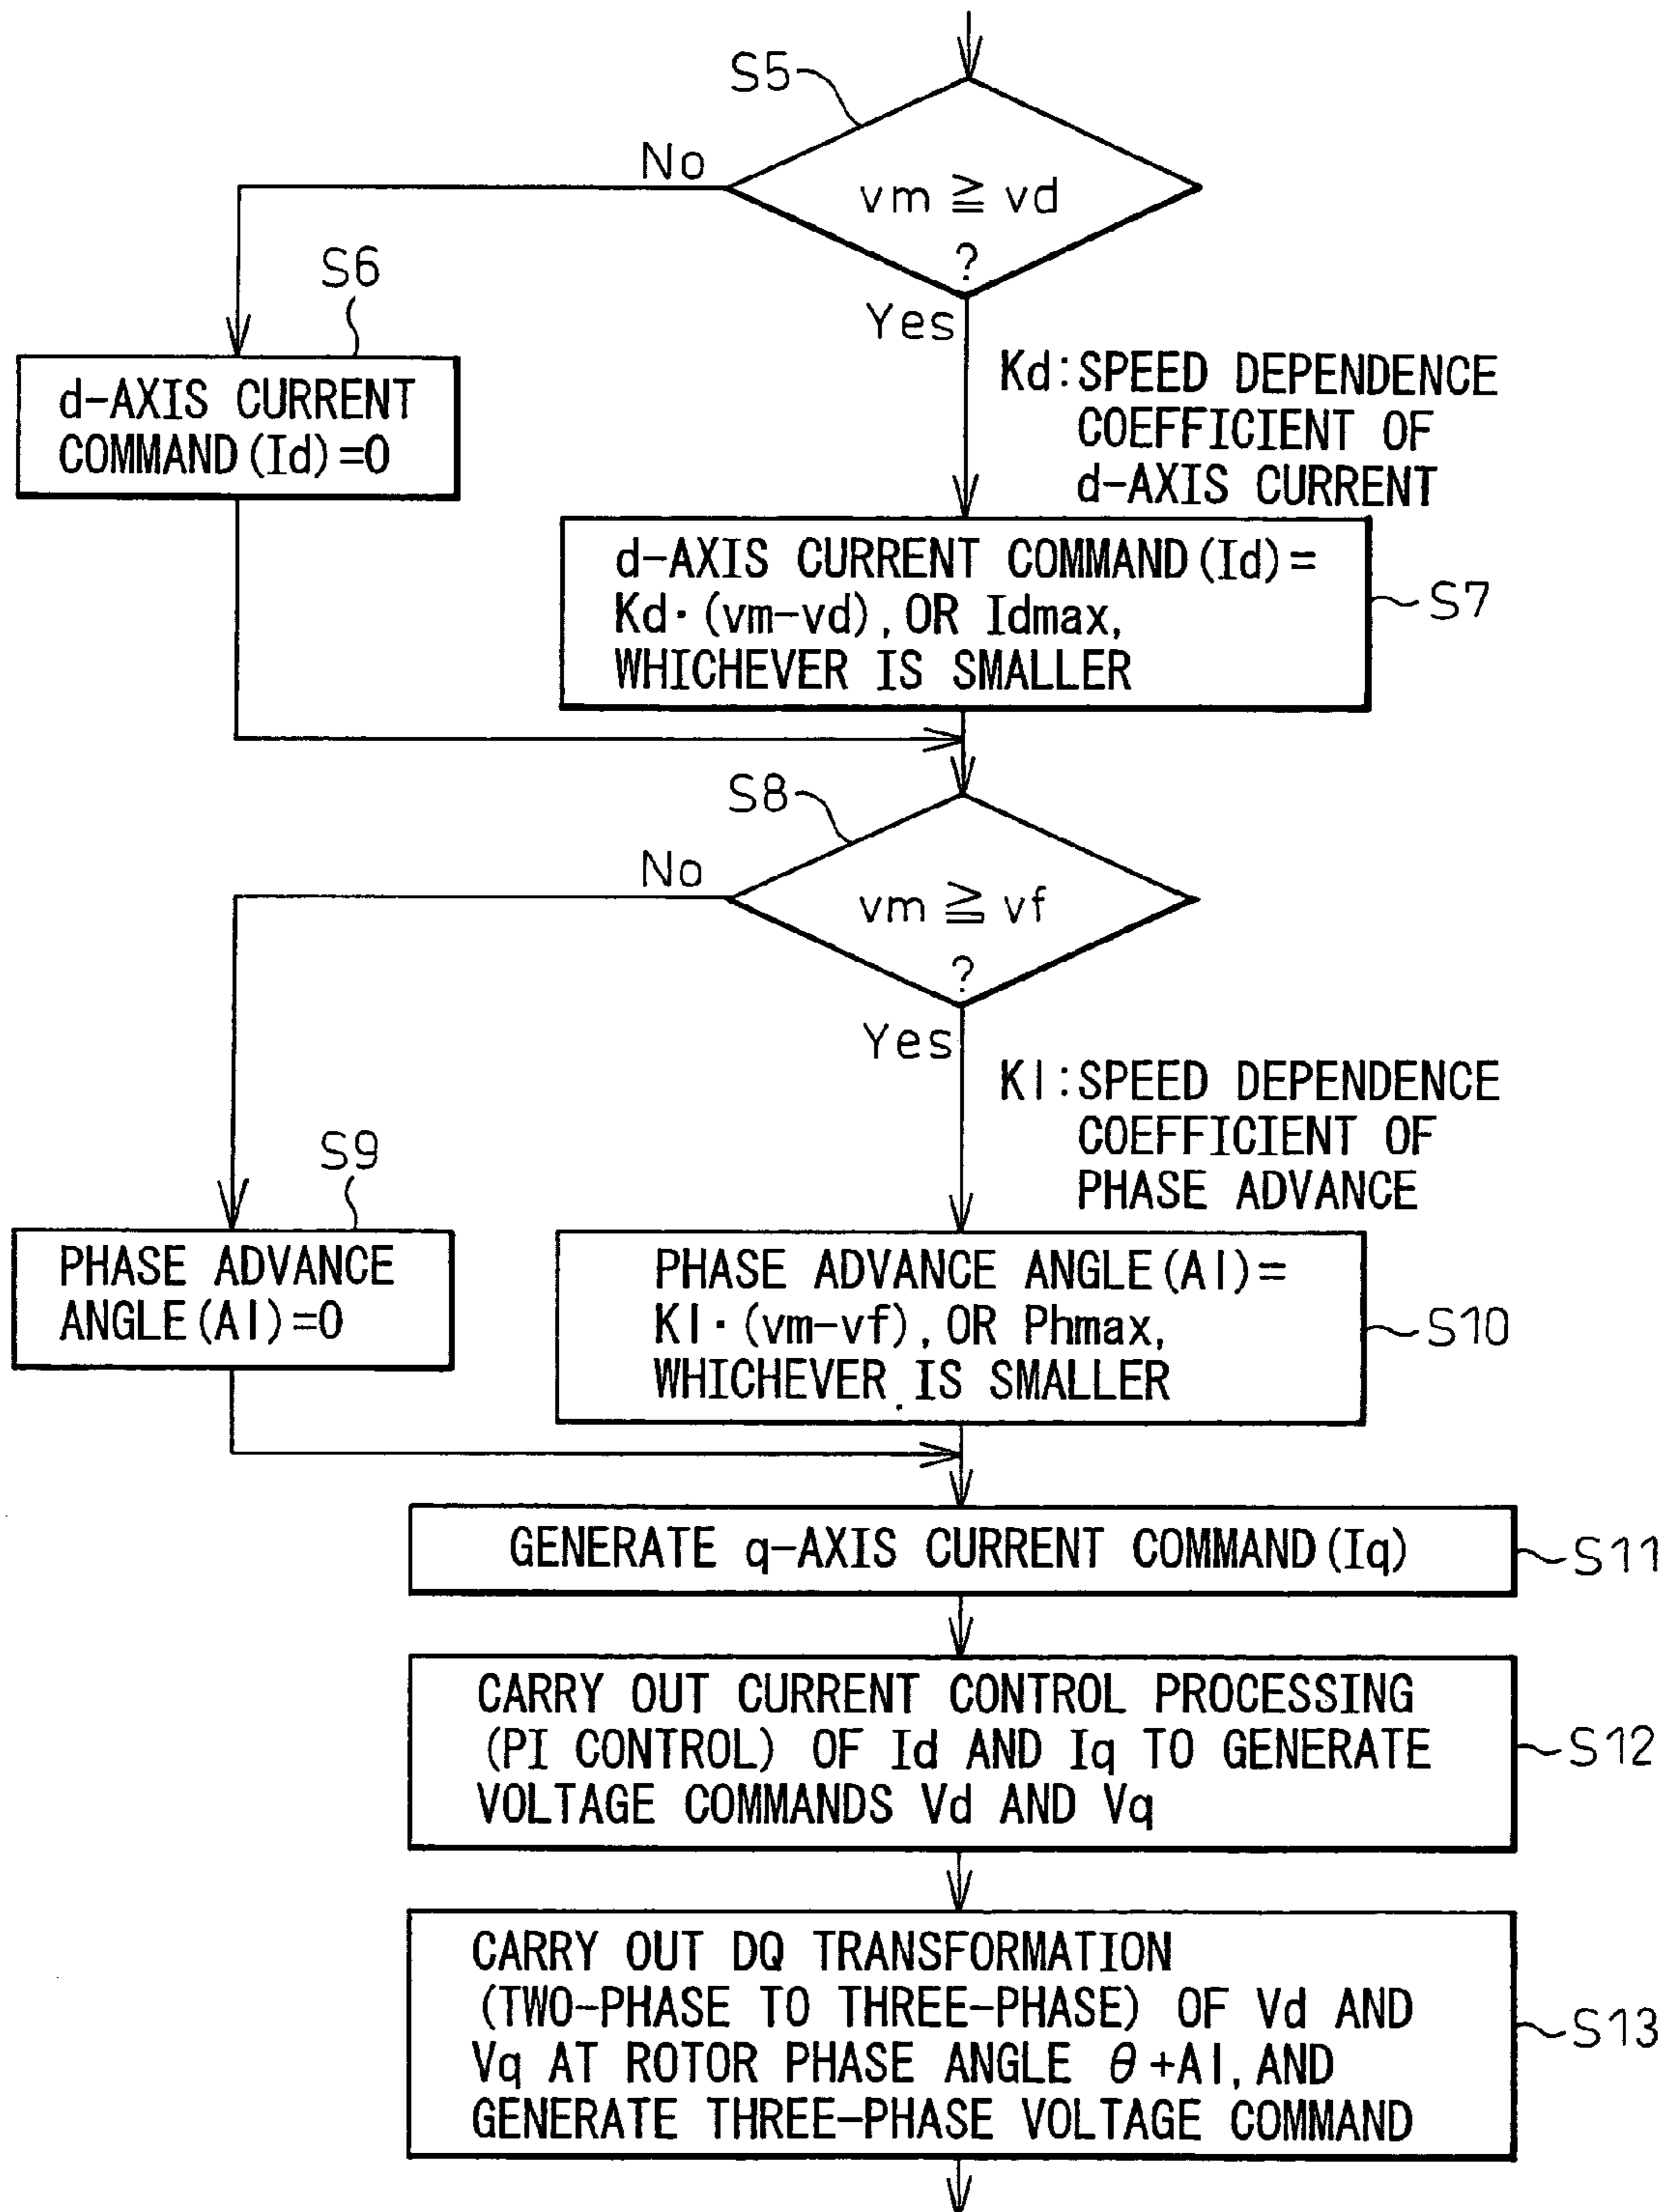 S5
No
vm ≧ vd
?
Yes
S6
d-AXIS CURRENT
COMMAND(Id)=0
Kd:SPEED DEPENDENCE
COEFFICIENT OF
d-AXIS CURRENT
d-AXIS CURRENT COMMAND(Id)=
Kd·(vm-vd), OR Idmax,
WHICHEVER IS SMALLER
S7
S8
No
vm ≧ vf
?
Yes
S9
PHASE ADVANCE
ANGLE(Al)=0
Kl:SPEED DEPENDENCE
COEFFICIENT OF
PHASE ADVANCE
PHASE ADVANCE ANGLE(Al)=
Kl·(vm-vf), OR Phmax,
WHICHEVER IS SMALLER
S10
GENERATE q-AXIS CURRENT COMMAND(Iq)
S11
CARRY OUT CURRENT CONTROL PROCESSING
(PI CONTROL) OF Id AND Iq TO GENERATE
VOLTAGE COMMANDS Vd AND Vq
S12
CARRY OUT DQ TRANSFORMATION
(TWO-PHASE TO THREE-PHASE) OF Vd AND
Vq AT ROTOR PHASE ANGLE θ+Al, AND
GENERATE THREE-PHASE VOLTAGE COMMAND
S13